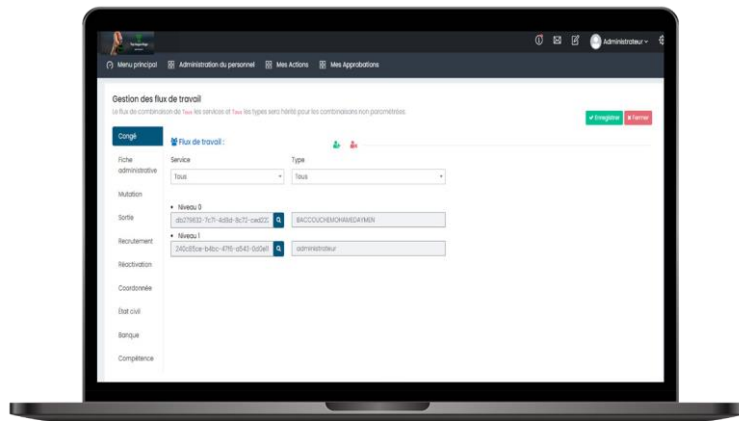 Administrateur
Menu principal Administration du personnel Mes Actions Mes Approbations
Gestion des flux de travail
Le flux de combinaison de Tous les services et Tous les types sera hérité pour les combinaisons non paramétrées.
Enregistrer Fermer
Congé
Flux de travail :
Fiche administrative
Service Type
Tous Tous
Mutation
Niveau 0
Sortie
BACCOUCHEMOHAMEDAYMEN
Niveau 1
Recrutement
administrateur
Réactivation
Coordonnée
État civil
Banque
Compétence